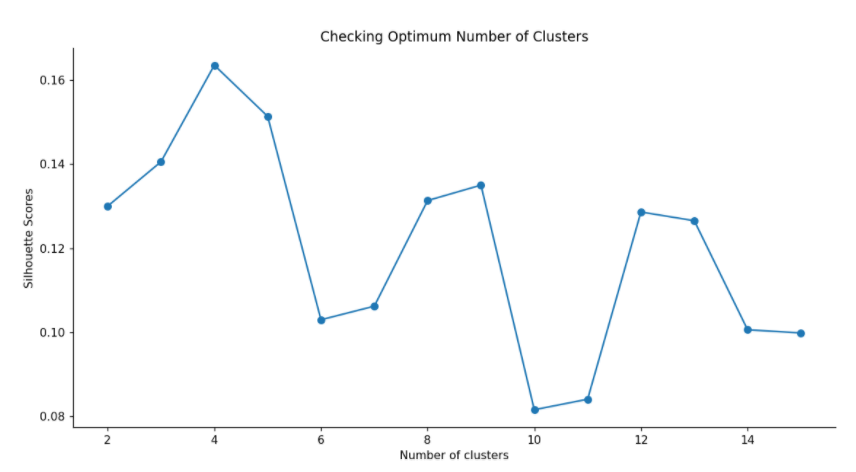 Checking Optimum Number of Clusters
Silhouette Scores
0.16
0.14
0.12
0.10
0.08
2 4 6 8 10 12 14
Number of clusters